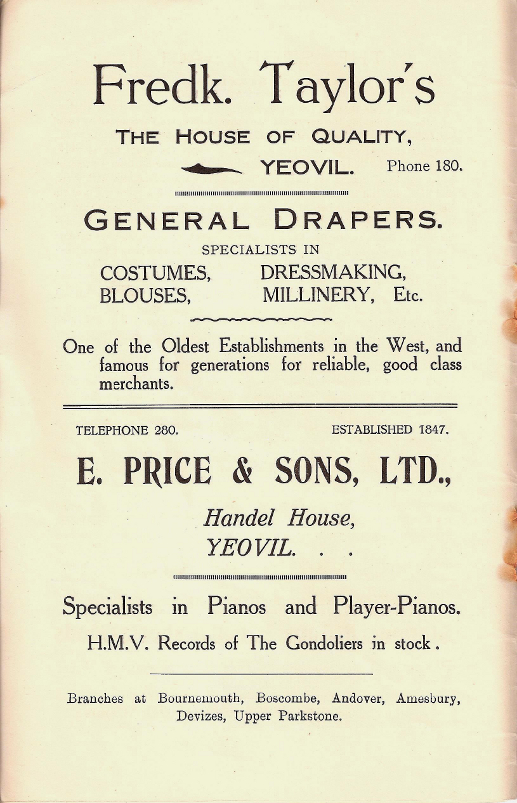 Fredk. Taylor's
THE HOUSE OF QUALITY,
YEOVIL. Phone 180.
GENERAL DRAPERS.
SPECIALISTS IN
COSTUMES, DRESSMAKING,
BLOUSES, MILLINERY, Etc.
One of the Oldest Establishments in the West, and
famous for generations for reliable, good class
merchants.
TELEPHONE 280. ESTABLISHED 1847.
E. PRICE & SONS, LTD.,
Handel House,
YEOVIL. . .
Specialists in Pianos and Player-Pianos.
H.M.V. Records of The Gondoliers in stock.
Branches at Bournemouth, Boscombe, Andover, Amesbury,
Devizes, Upper Parkstone.